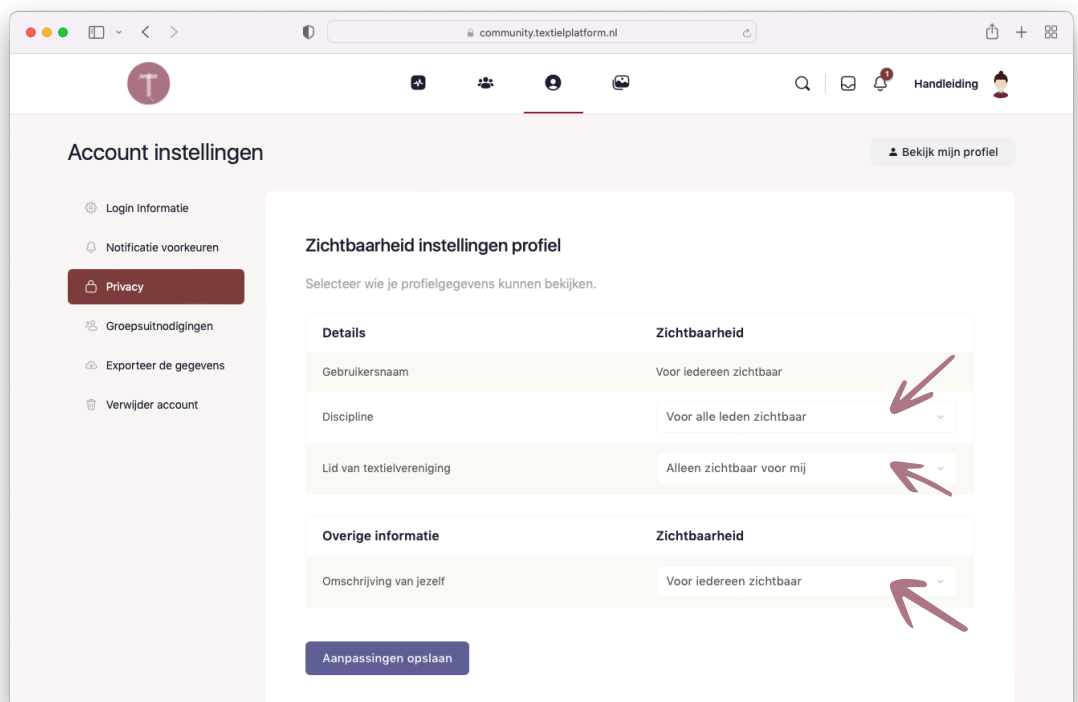 community.textielplatform.nl
T
1
Handleiding
Account instellingen
Bekijk mijn profiel
Login Informatie
Notificatie voorkeuren
Privacy
Groepsuitnodigingen
Exporteer de gegevens
Verwijder account
Zichtbaarheid instellingen profiel
Selecteer wie je profielgegevens kunnen bekijken.
Details Zichtbaarheid
Gebruikersnaam Voor iedereen zichtbaar
Discipline Voor alle leden zichtbaar
Lid van textielvereniging Alleen zichtbaar voor mij
Overige informatie Zichtbaarheid
Omschrijving van jezelf Voor iedereen zichtbaar
Aanpassingen opslaan